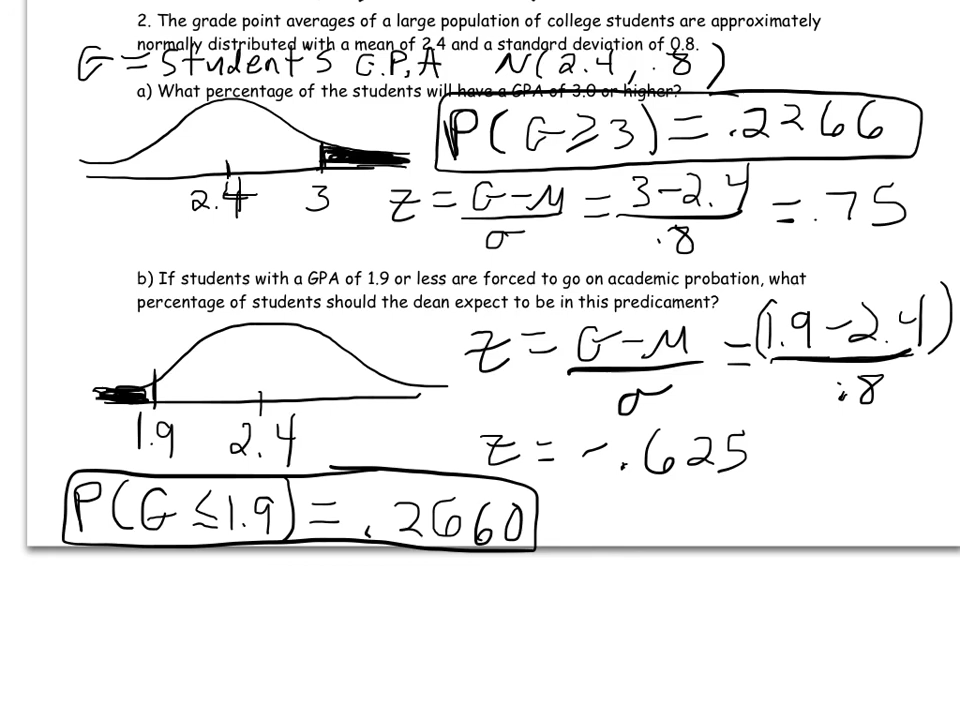 2. The grade point averages of a large population of college students are approximately
normally distributed with a mean of 2.4 and a standard deviation of 0.8.
G = Student's G.P.A N(2.4, .8)
a) What percentage of the students will have a GPA of 3.0 or higher?
P(G ≥ 3) = .2266
2.4 3
z = G-μ/σ = 3-2.4/.8 = .75
b) If students with a GPA of 1.9 or less are forced to go on academic probation, what
percentage of students should the dean expect to be in this predicament?
z = G-μ/σ = (1.9-2.4)/.8
1.9 2.4
z = -.625
P(G ≤ 1.9) = .2660